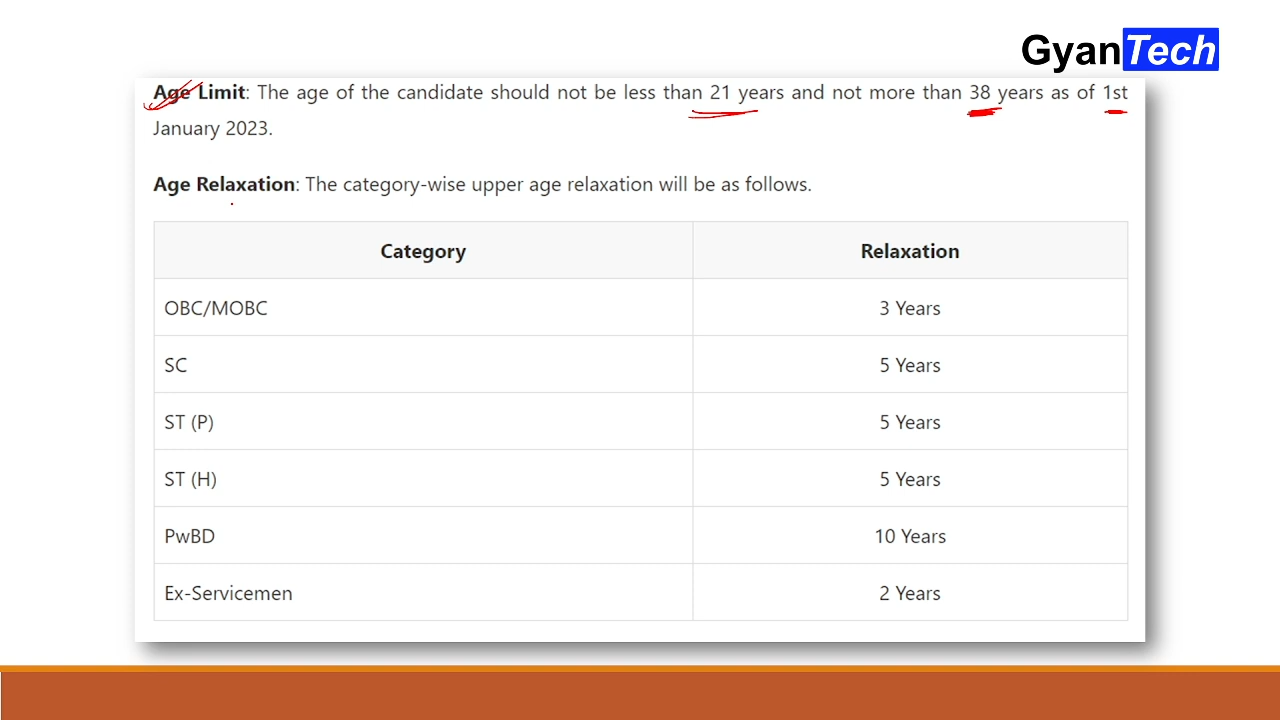 GyanTech
Age Limit: The age of the candidate should not be less than 21 years and not more than 38 years as of 1st
January 2023.
Age Relaxation: The category-wise upper age relaxation will be as follows.
Category Relaxation
OBC/MOBC 3 Years
SC 5 Years
ST (P) 5 Years
ST (H) 5 Years
PwBD 10 Years
Ex-Servicemen 2 Years